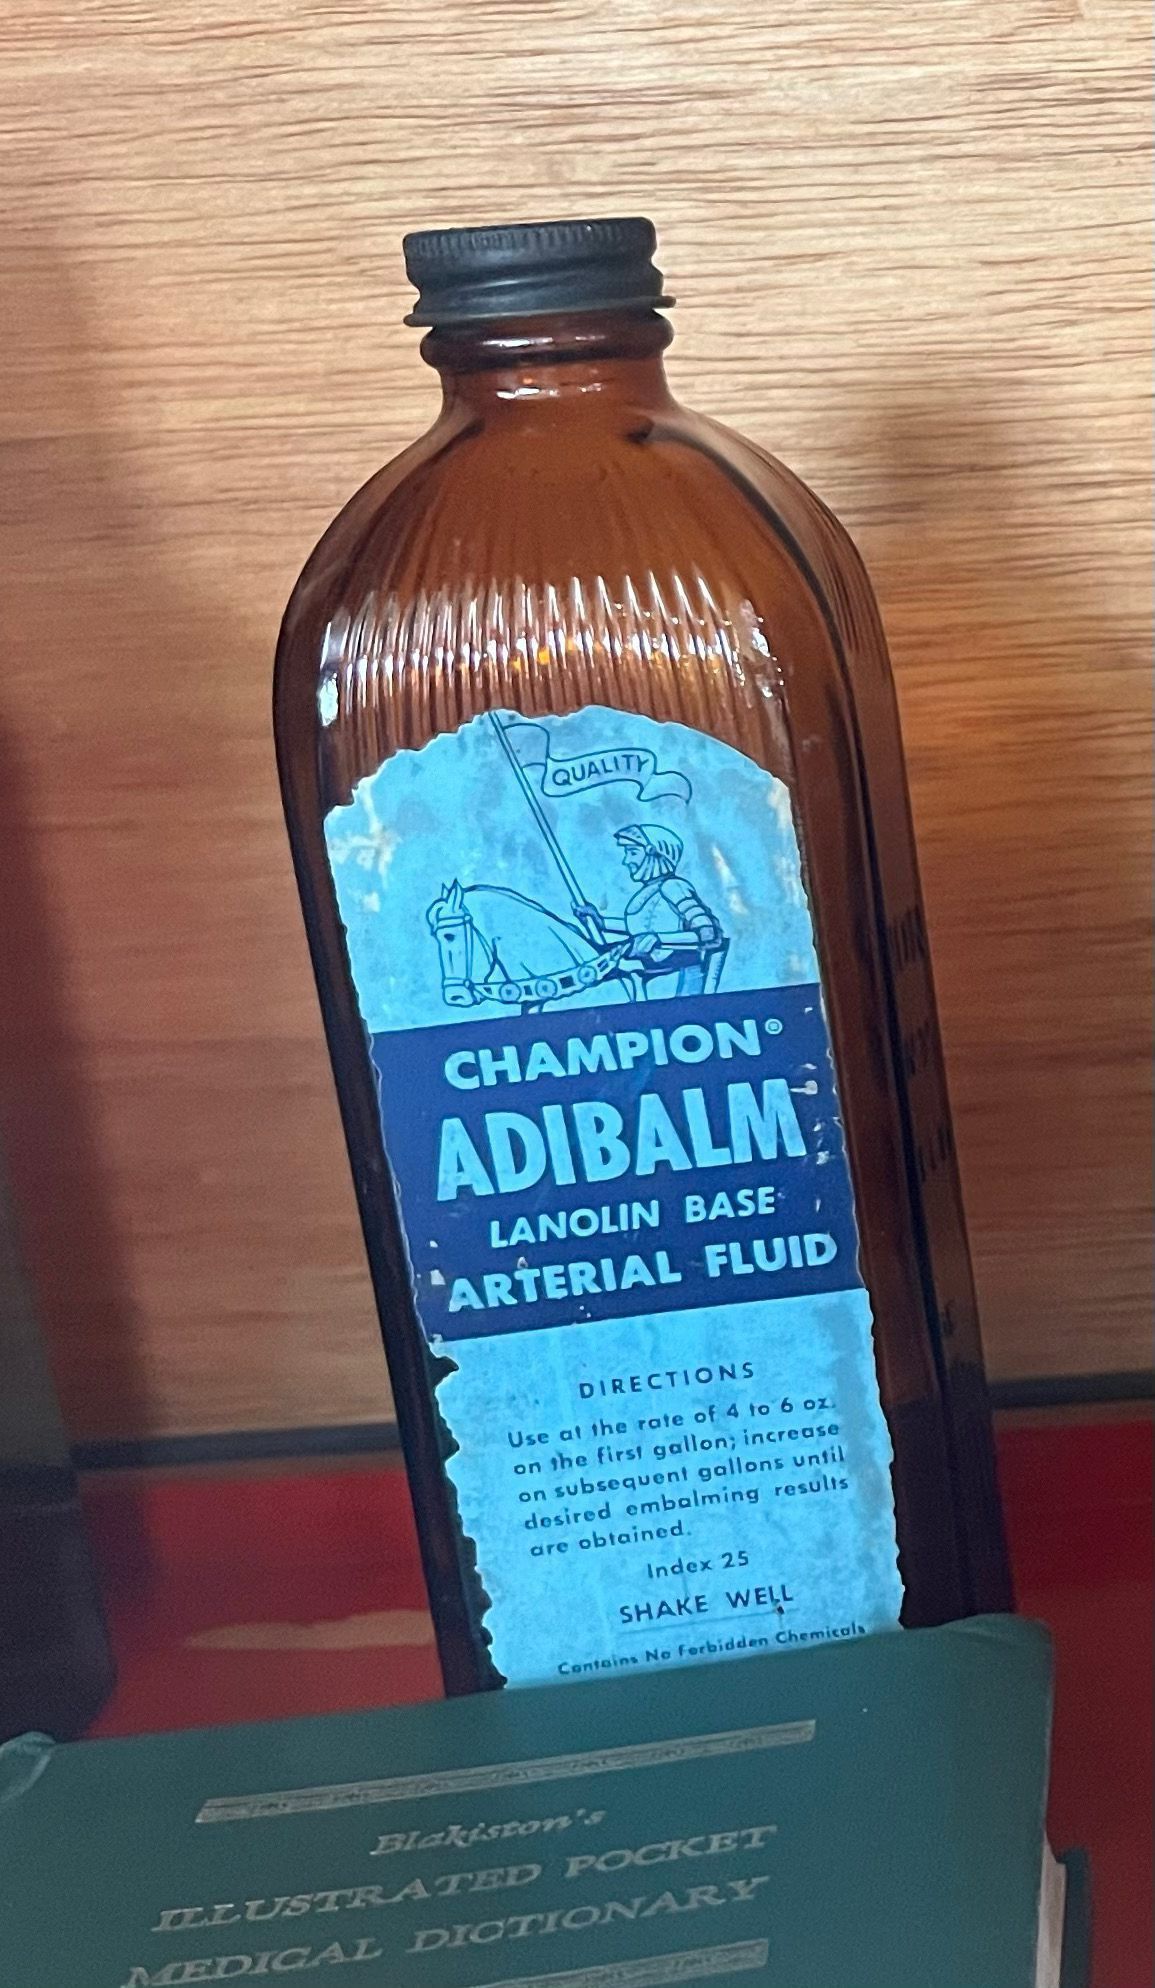 QUALITY
CHAMPION®
ADIBALM
LANOLIN BASE
ARTERIAL FLUID
DIRECTIONS
Use at the rate of 4 to 6 oz.
on the first gallon; increase
on subsequent gallons until
desired embalming results
are obtained.
Index 25
SHAKE WELL
Contains No Forbidden Chemicals
Blakiston's
ILLUSTRATED POCKET
MEDICAL DICTIONARY